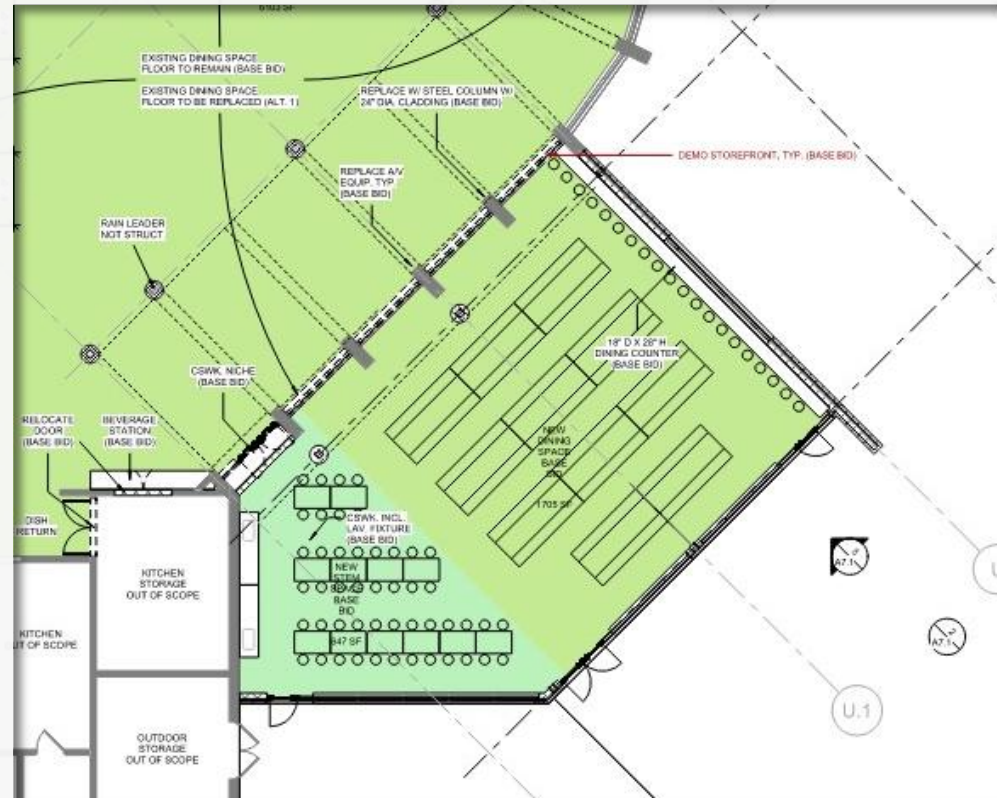 6103 SF
EXISTING DINING SPACE
FLOOR TO REMAIN (BASE BID)
EXISTING DINING SPACE
FLOOR TO BE REPLACED (ALT. 1)
REPLACE W/ STEEL COLUMN W/
24" DIA. CLADDING (BASE BID)
DEMO STOREFRONT, TYP. (BASE BID)
REPLACE A/V
EQUIP. TYP.
(BASE BID)
RAIN LEADER
NOT STRUCT
18" D X 28" H
DINING COUNTER
(BASE BID)
CSWK. NICHE
(BASE BID)
RELOCATE
DOOR
(BASE BID)
BEVERAGE
STATION
(BASE BID)
NEW
DINING
SPACE
BASE
BID
1705 SF
DISH
RETURN
CSWK. INCL.
LAV. FIXTURE
(BASE BID)
KITCHEN
STORAGE
OUT OF SCOPE
NEW
STEM
SPACE
BASE
BID
847 SF
KITCHEN
OUT OF SCOPE
OUTDOOR
STORAGE
OUT OF SCOPE
A7.1
2
A7.1
U.1